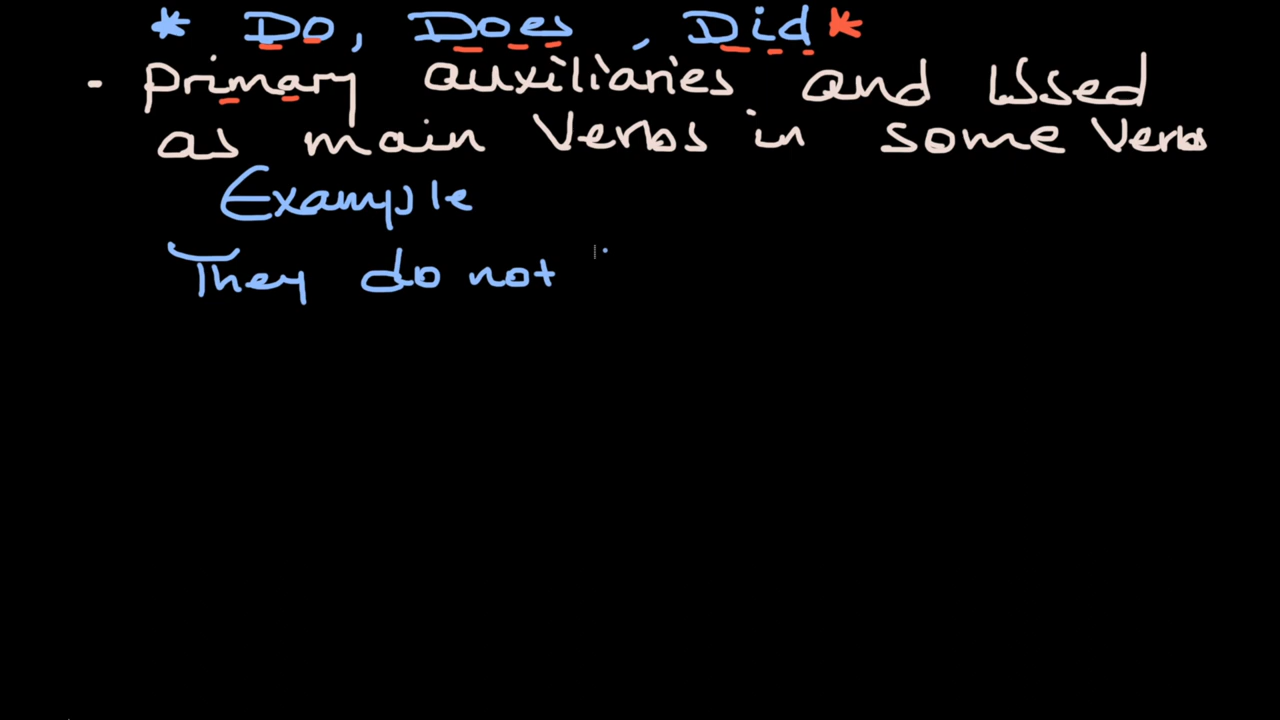 * Do, Does, Did *
- Primary auxiliaries and Used
as main Verbs in some Verbs
Example
They do not